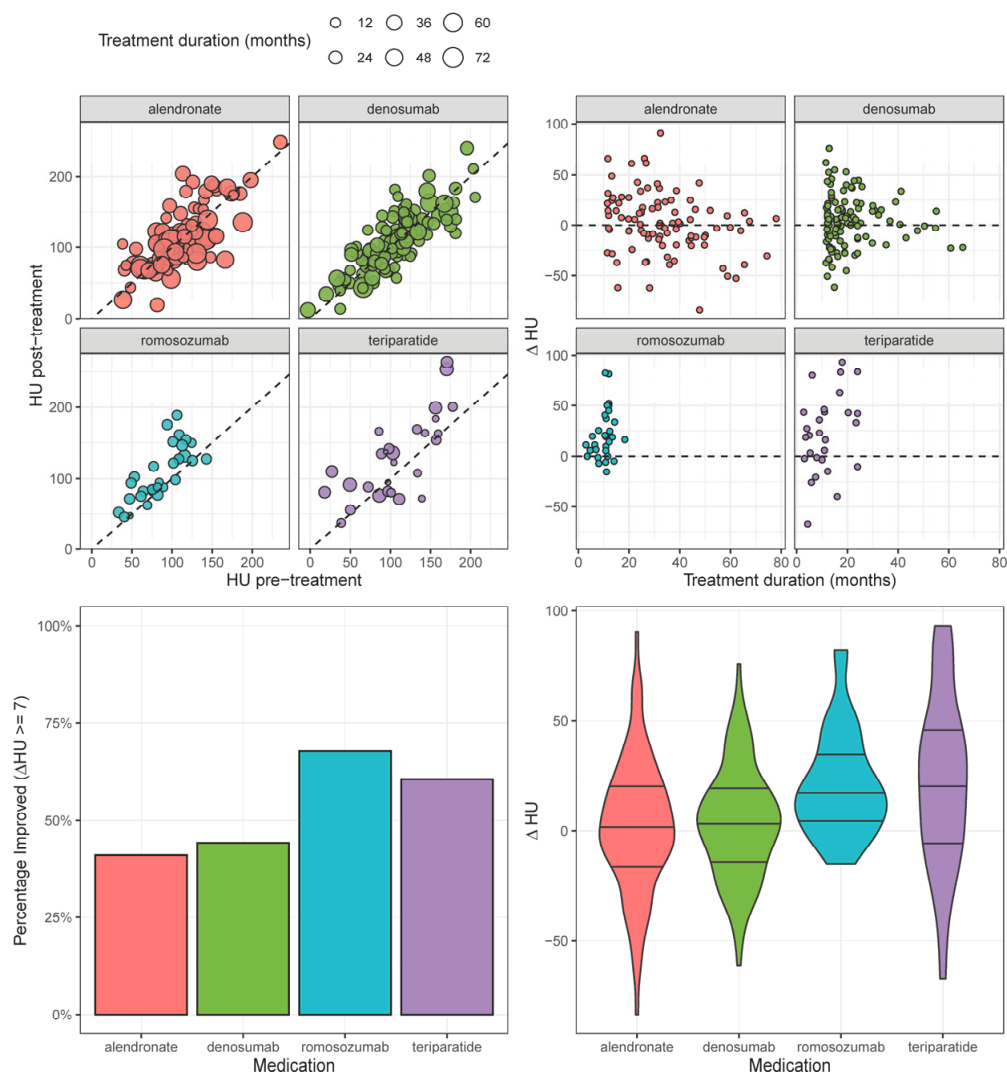 Treatment duration (months) 12 36 60
24 48 72
alendronate denosumab
200
100
0
romosozumab teriparatide
200
100
0
0 50 100 150 200 0 50 100 150 200
HU post−treatment
HU pre−treatment
alendronate denosumab
100
50
0
−50
romosozumab teriparatide
100
50
0
−50
0 20 40 60 80 0 20 40 60 80
Δ HU
Treatment duration (months)
100%
75%
50%
25%
0%
Percentage Improved (ΔHU >= 7)
alendronate denosumab romosozumab teriparatide
Medication
100
50
0
−50
Δ HU
alendronate denosumab romosozumab teriparatide
Medication